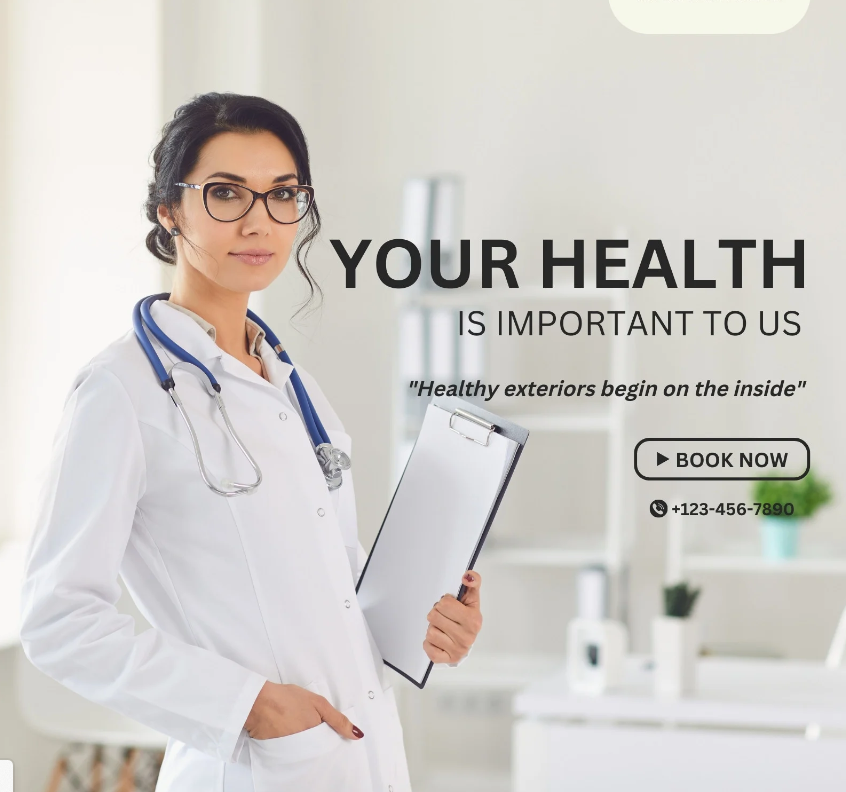 YOUR HEALTH
IS IMPORTANT TO US
"Healthy exteriors begin on the inside"
BOOK NOW
+123-456-7890